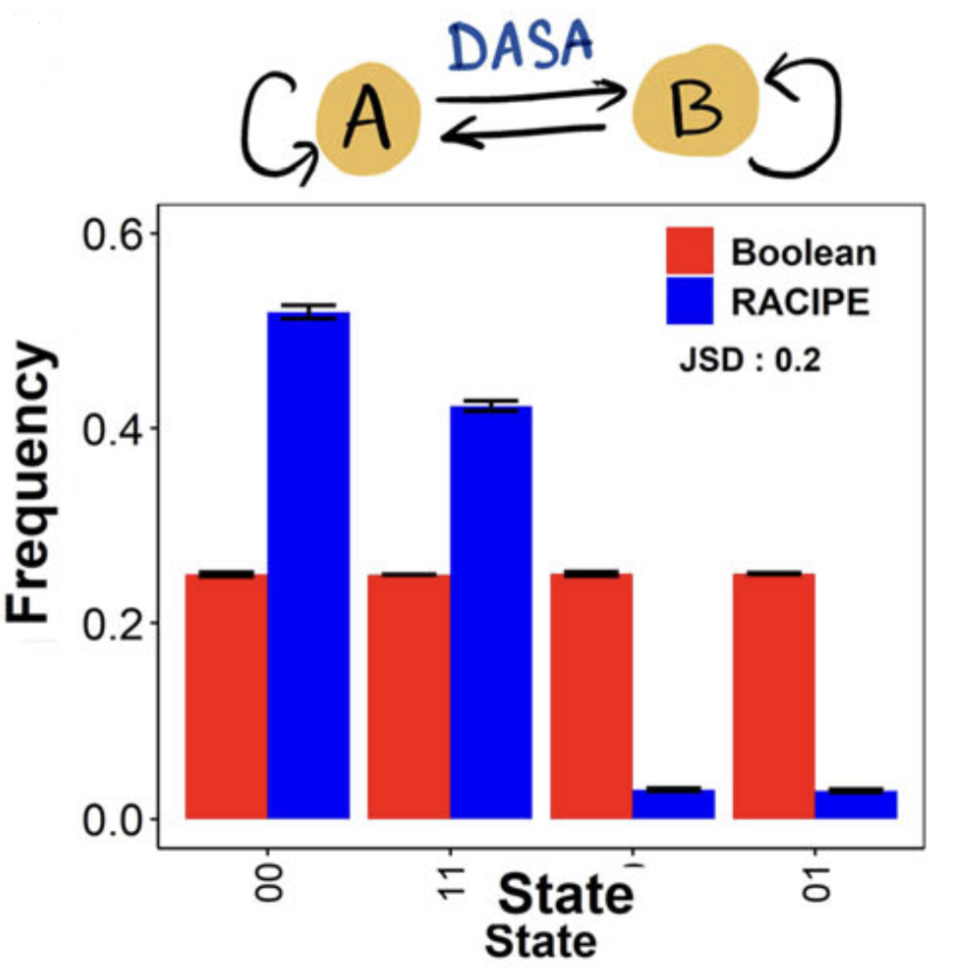 DASA
A
B
0.6
0.4
0.2
0.0
Frequency
Boolean
RACIPE
JSD : 0.2
00
11
01
State
State